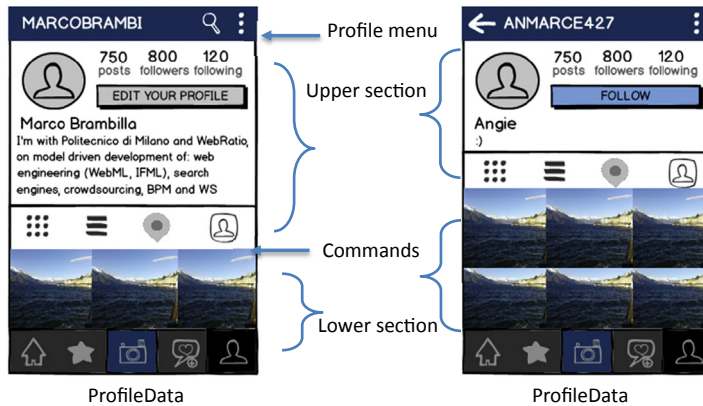 MARCOBRAMBI
750 800 120
posts followers following
EDIT YOUR PROFILE
Marco Brambilla
I'm with Politecnico di Milano and WebRatio,
on model driven development of: web
engineering (WebML, IFML), search
engines, crowdsourcing, BPM and WS
ProfileData
Profile menu
Upper section
Commands
Lower section
ANMARCE427
750 800 120
posts followers following
FOLLOW
Angie
:)
ProfileData